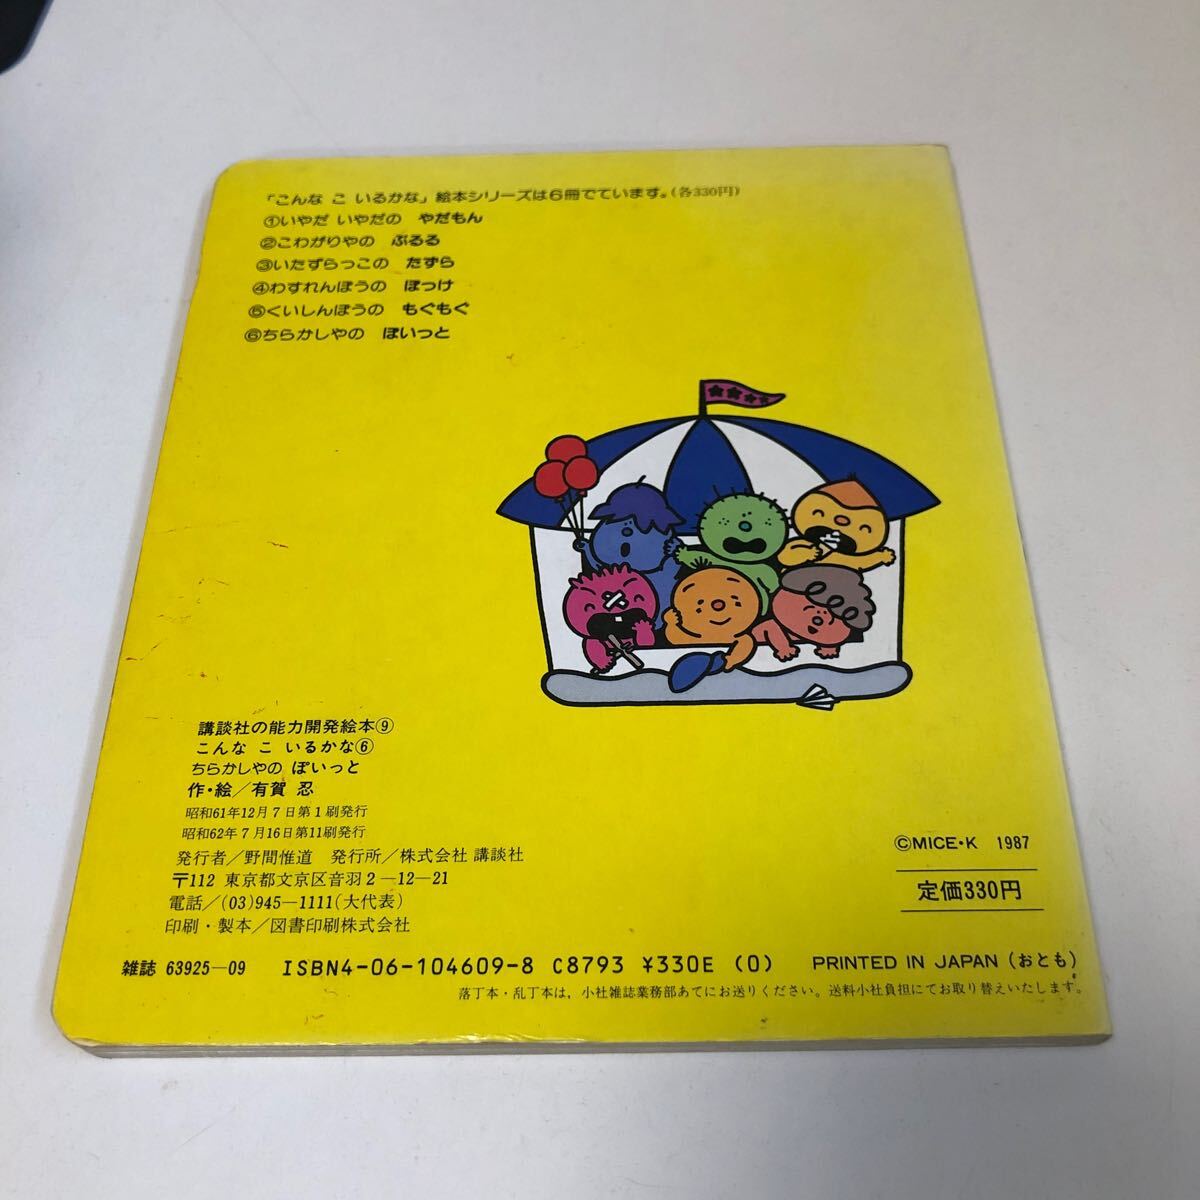 「こんな こ いるかな」絵本シリーズは6冊でています。(各330円)
①いやだ いやだの やだもん
②こわがりやの ぶるる
③いたずらっこの たずら
④わすれんぼうの ぽっけ
⑤くいしんぼうの もぐもぐ
⑥ちらかしやの ぽいっと
講談社の能力開発絵本⑨
こんな こ いるかな⑥
ちらかしやの ぽいっと
作・絵/有賀 忍
昭和61年12月7日第1刷発行
昭和62年7月16日第11刷発行
発行者/野間惟道 発行所/株式会社 講談社
〒112 東京都文京区音羽2-12-21
電話/(03)945-1111(大代表)
印刷・製本/図書印刷株式会社
©MICE・K 1987
定価330円
雑誌 63925-09 ISBN4-06-104609-8 C8793 ¥330E (0) PRINTED IN JAPAN (おとも)
落丁本・乱丁本は,小社雑誌業務部あてにお送りください。送料小社負担にてお取り替えいたします。